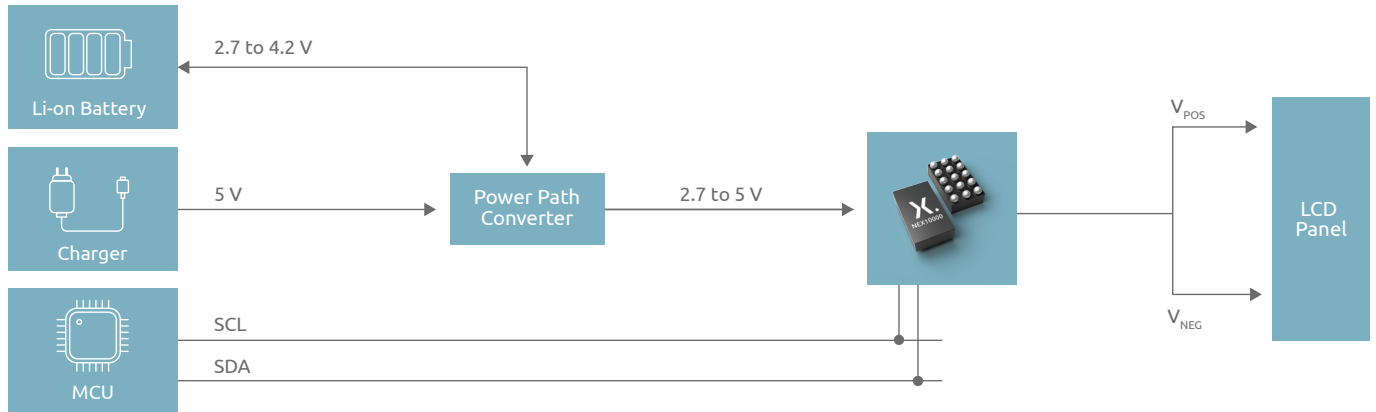 2.7 to 4.2 V
Li-on Battery
5 V
Charger
Power Path
Converter
2.7 to 5 V
X.
NEX10000
SCL
SDA
MCU
VPOS
VNEG
LCD
Panel